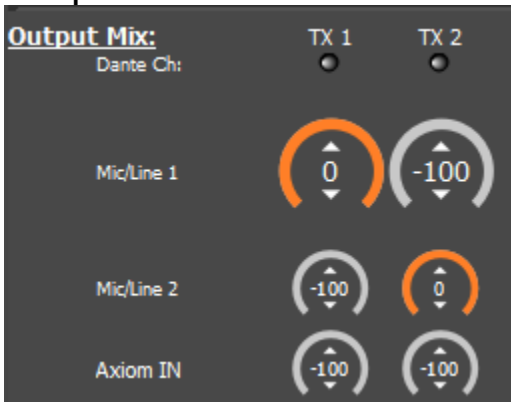 Output Mix: TX 1 TX 2
Dante Ch:
Mic/Line 1 0 -100
Mic/Line 2 -100 0
Axiom IN -100 -100